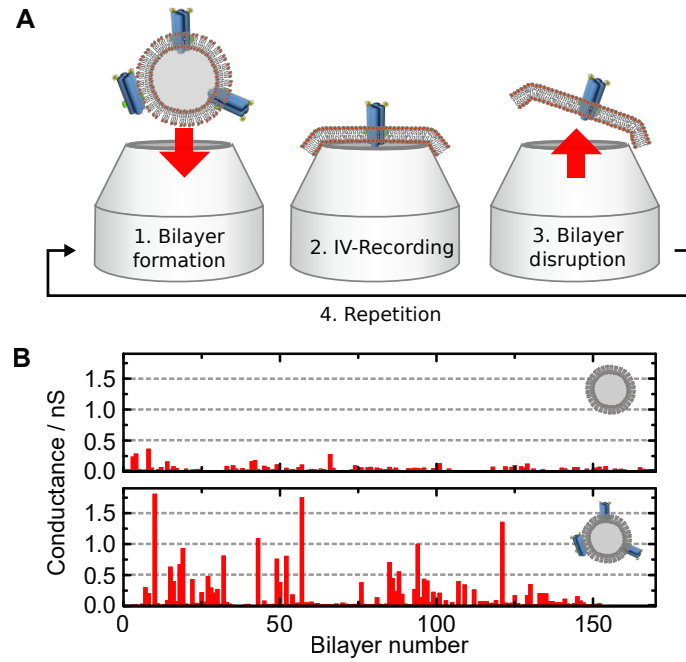 A
1. Bilayer
formation
2. IV-Recording
3. Bilayer
disruption
4. Repetition
B
Conductance / nS
1.5
1.0
0.5
0.0
1.5
1.0
0.5
0.0
0 50 100 150
Bilayer number